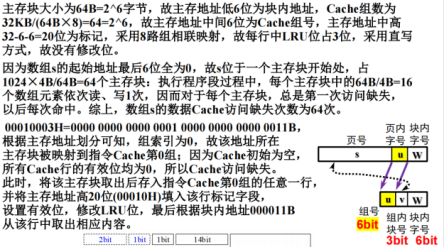 主存块大小为64B=2^6字节，故主存地址低6位为块内地址，Cache组数为
32KB/(64B×8)=64=2^6，故主存地址中间6位为Cache组号，主存地址中高
32-6-6=20位为标记，采用8路组相联映射，故每行中LRU位占3位，采用直写
方式，故没有修改位。
因为数组s的起始地址最后6位全为0，故s位于一个主存块开始处，占
1024×4B/64B=64个主存块；执行程序段过程中，每个主存块中的64B/4B=16
个数组元素依次读、写1次，因而对于每个主存块，总是第一次访问缺失，
以后每次命中。综上，数组s的数据Cache访问缺失次数为64。
00010003H=0000 0000 0000 0001 0000 0000 0000 0011B，
根据主存地址划分可知，组索引为0，故该地址所在
主存块被映射到指令Cache第0组；因为Cache初始为空，
所有Cache行的有效位均为0，所以Cache访问缺失。
此时，将该主存块取出后存入指令Cache第0组的任意一行，
并将主存地址高20位(00010H)填入该行标记字段，
设置有效位，修改LRU位，最后根据块内地址000011B
从该行中取出相应内容。
页内 块内
页号 字号 字号
s u W
u v W
组号 组内 块内
6bit 块号 字号
3bit 6bit
2bit 1bit 1bit 14bit